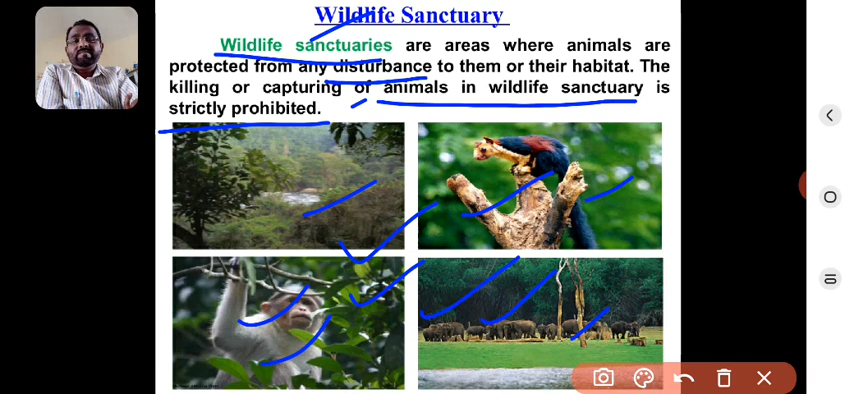 Wildlife Sanctuary
Wildlife sanctuaries are areas where animals are
protected from any disturbance to them or their habitat. The
killing or capturing of animals in wildlife sanctuary is
strictly prohibited.